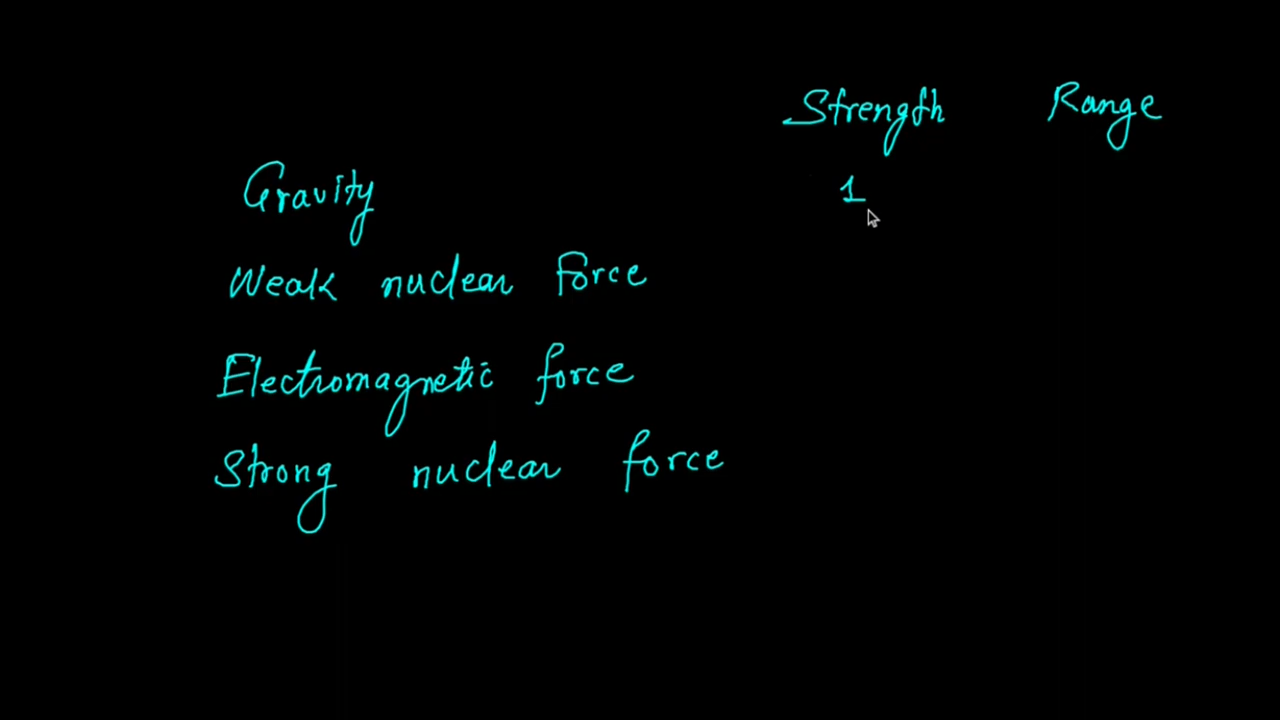 Strength Range
Gravity 1
Weak nuclear force
Electromagnetic force
Strong nuclear force